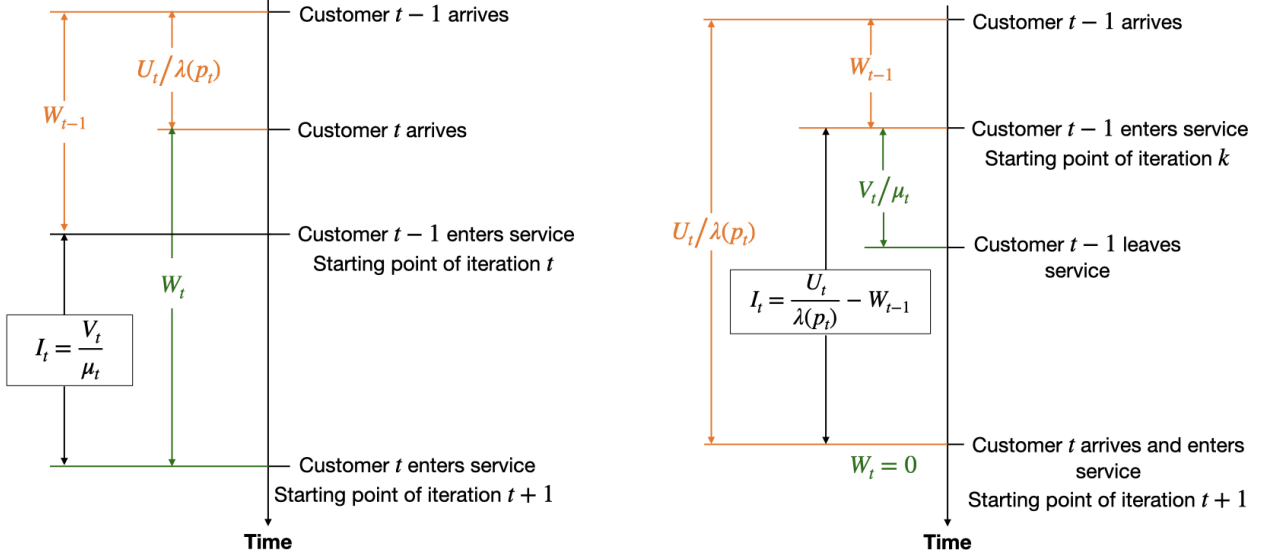 Customer t − 1 arrives
U_t/λ(p_t)
W_{t−1}
Customer t arrives
Customer t − 1 enters service
Starting point of iteration t
W_t
I_t = V_t/μ_t
Customer t enters service
Starting point of iteration t + 1
Time
Customer t − 1 arrives
W_{t−1}
Customer t − 1 enters service
Starting point of iteration k
V_t/μ_t
U_t/λ(p_t)
Customer t − 1 leaves
service
I_t = U_t/λ(p_t) − W_{t−1}
Customer t arrives and enters
service
W_t = 0
Starting point of iteration t + 1
Time